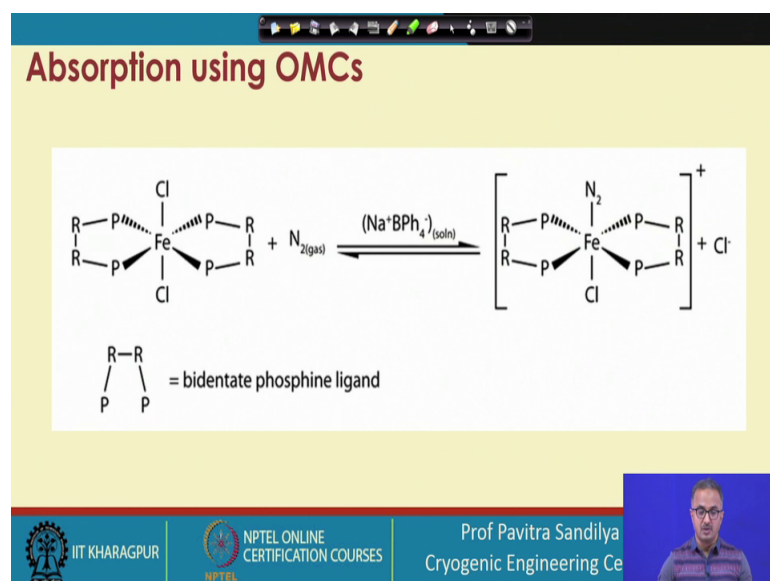 Absorption using OMCs
Cl
R—P P—R
Fe
R—P P—R
Cl
+ N2(gas)
(Na⁺BPh4⁻)(soln)
N2
R—P P—R
Fe
R—P P—R
Cl
+
+ Cl⁻
R—R
P P
= bidentate phosphine ligand
IIT KHARAGPUR
NPTEL
NPTEL ONLINE
CERTIFICATION COURSES
Prof Pavitra Sandilya
Cryogenic Engineering Ce